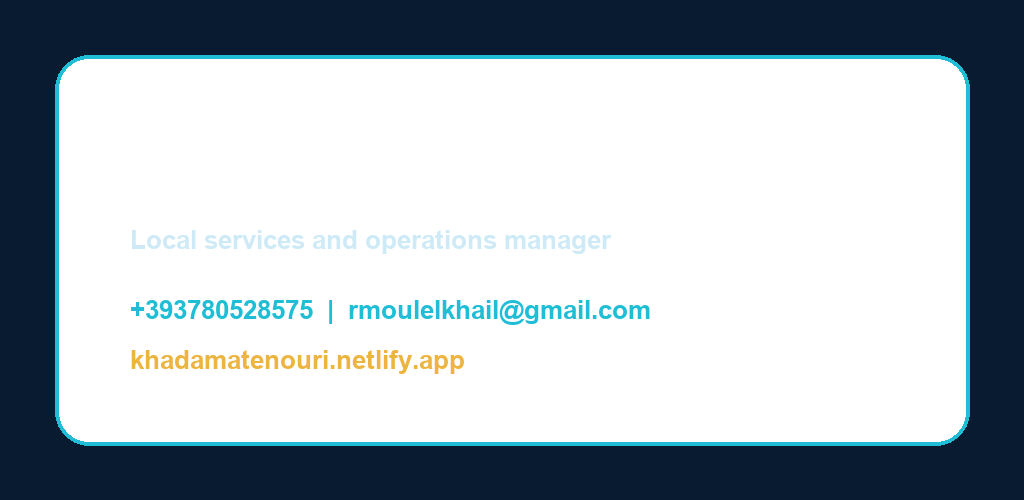 Local services and operations manager
+393780528575 | rmoulelkhail@gmail.com
khadamatenouri.netlify.app